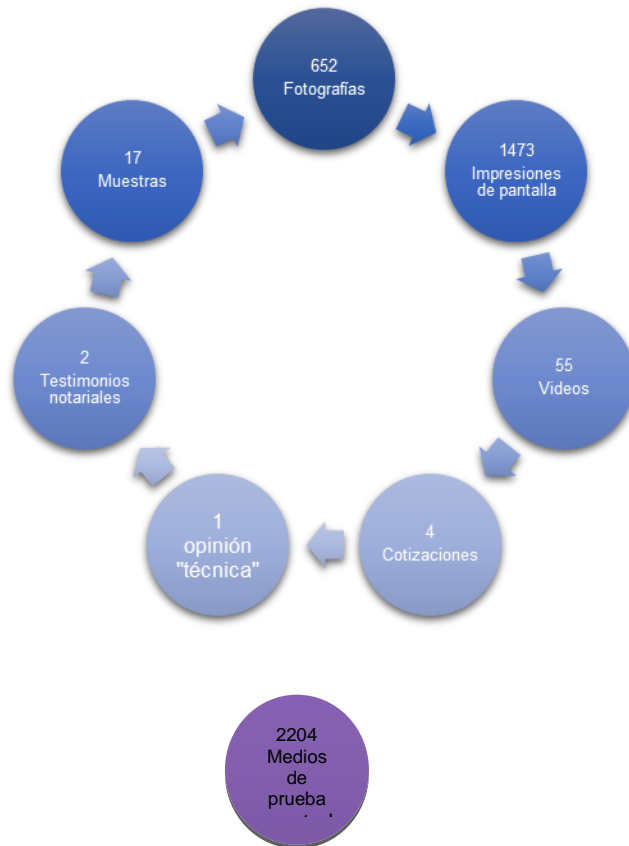 652
Fotografías
1473
Impresiones
de pantalla
55
Videos
4
Cotizaciones
1
opinión
"técnica"
2
Testimonios
notariales
17
Muestras
2204
Medios
de
prueba